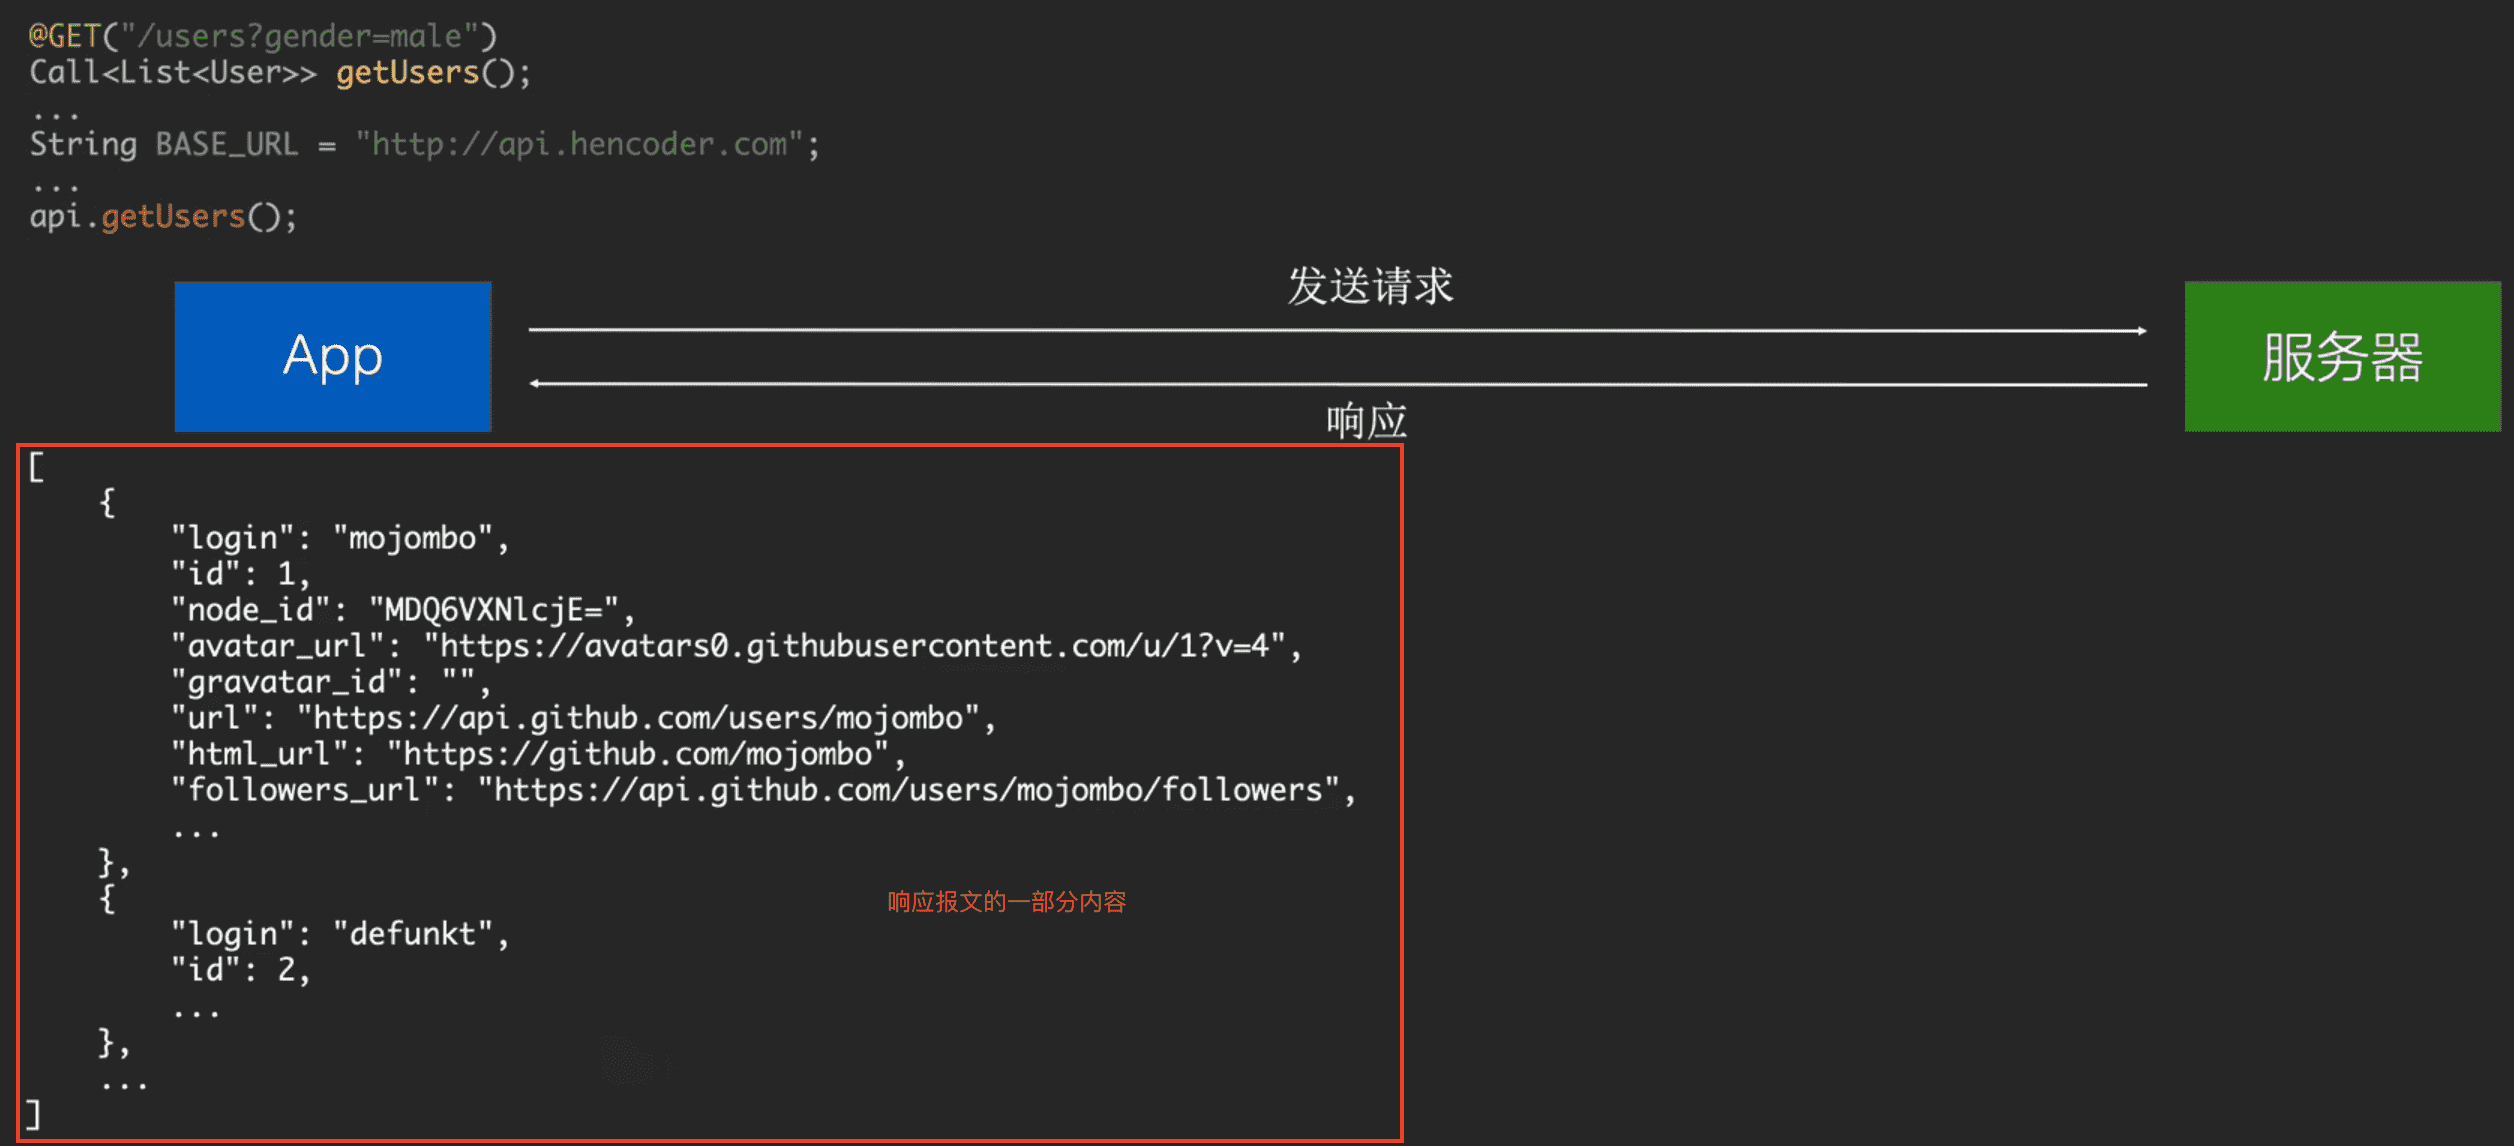 @GET("/users?gender=male")
Call<List<User>> getUsers();
...
String BASE_URL = "http://api.hencoder.com";
...
api.getUsers();
发送请求
App
服务器
响应
[
{
"login": "mojombo",
"id": 1,
"node_id": "MDQ6VXNlcjE=",
"avatar_url": "https://avatars0.githubusercontent.com/u/1?v=4",
"gravatar_id": "",
"url": "https://api.github.com/users/mojombo",
"html_url": "https://github.com/mojombo",
"followers_url": "https://api.github.com/users/mojombo/followers",
...
},
{
响应报文的一部分内容
"login": "defunkt",
"id": 2,
...
},
...
]